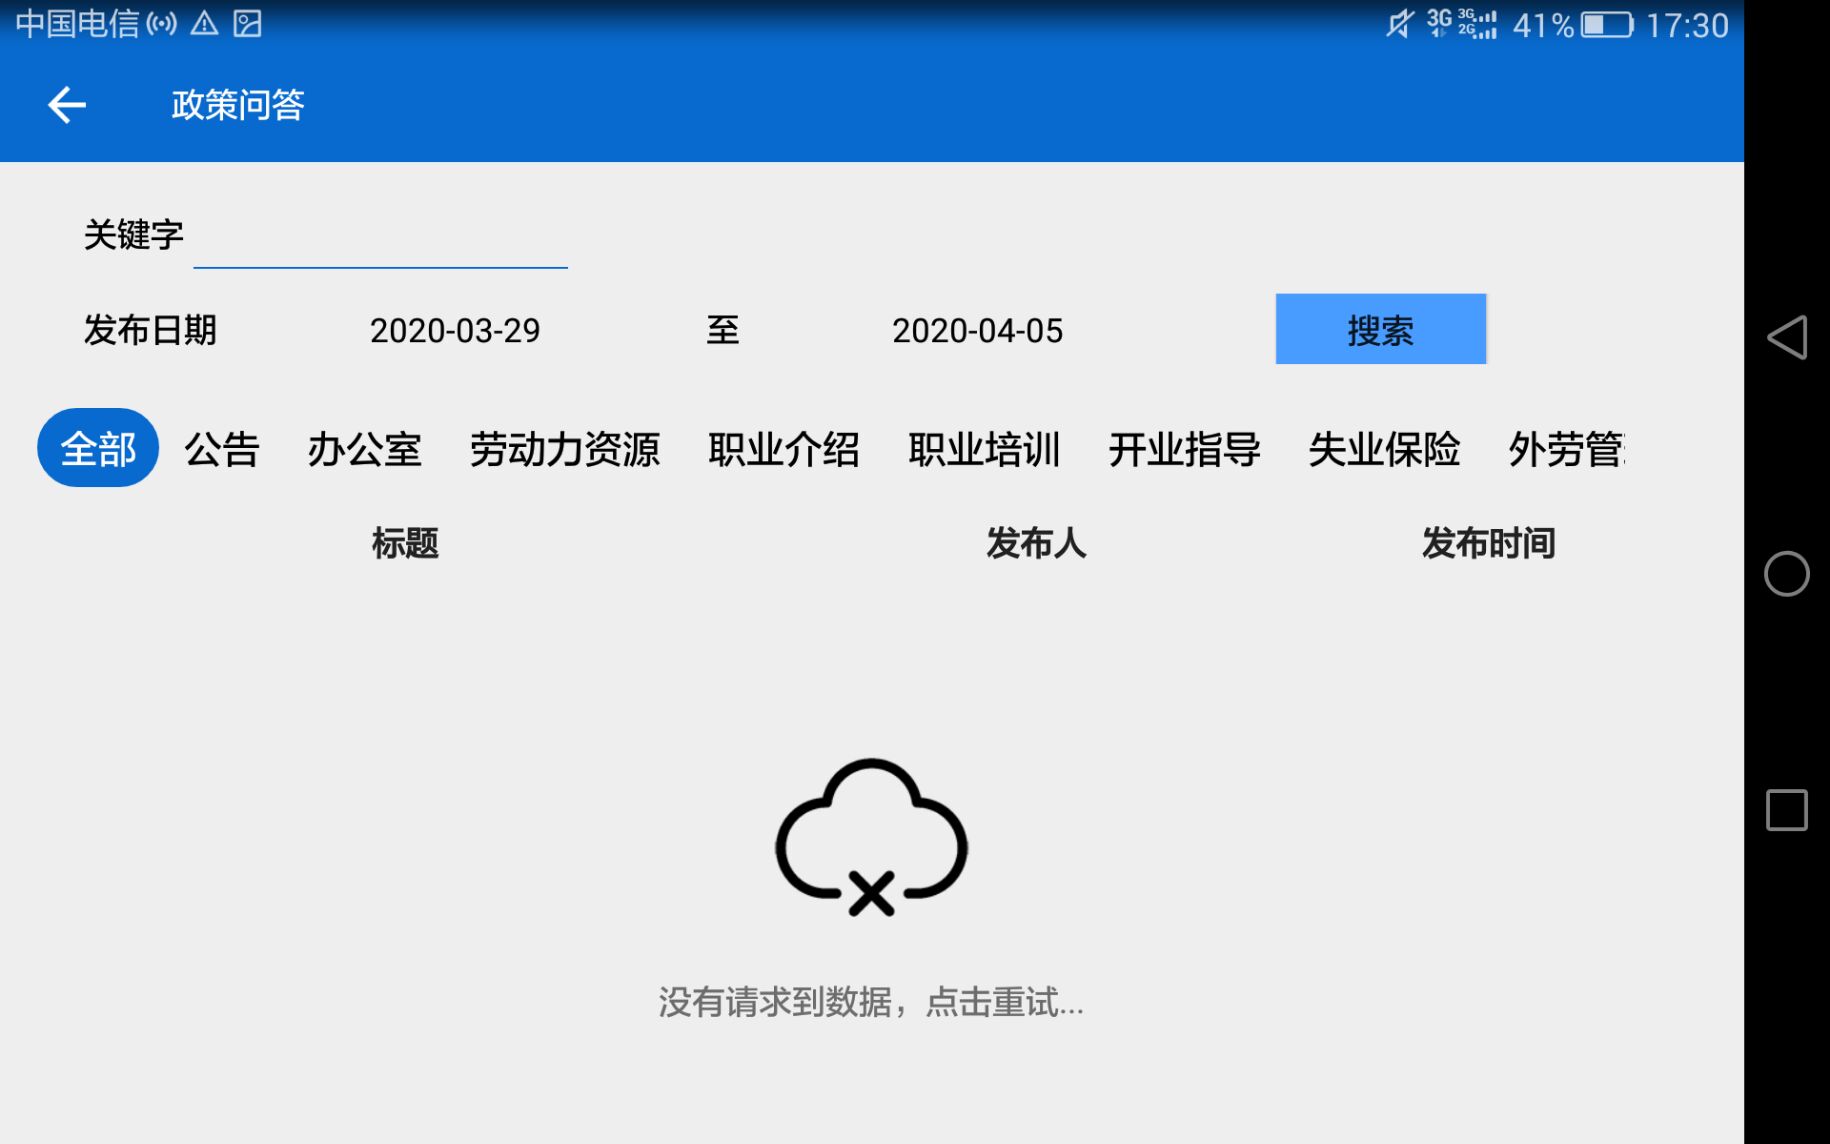 中国电信 3G 3G 2G 41% 17:30
政策问答
关键字
发布日期 2020-03-29 至 2020-04-05 搜索
全部 公告 办公室 劳动力资源 职业介绍 职业培训 开业指导 失业保险 外劳管
标题 发布人 发布时间
没有请求到数据，点击重试...